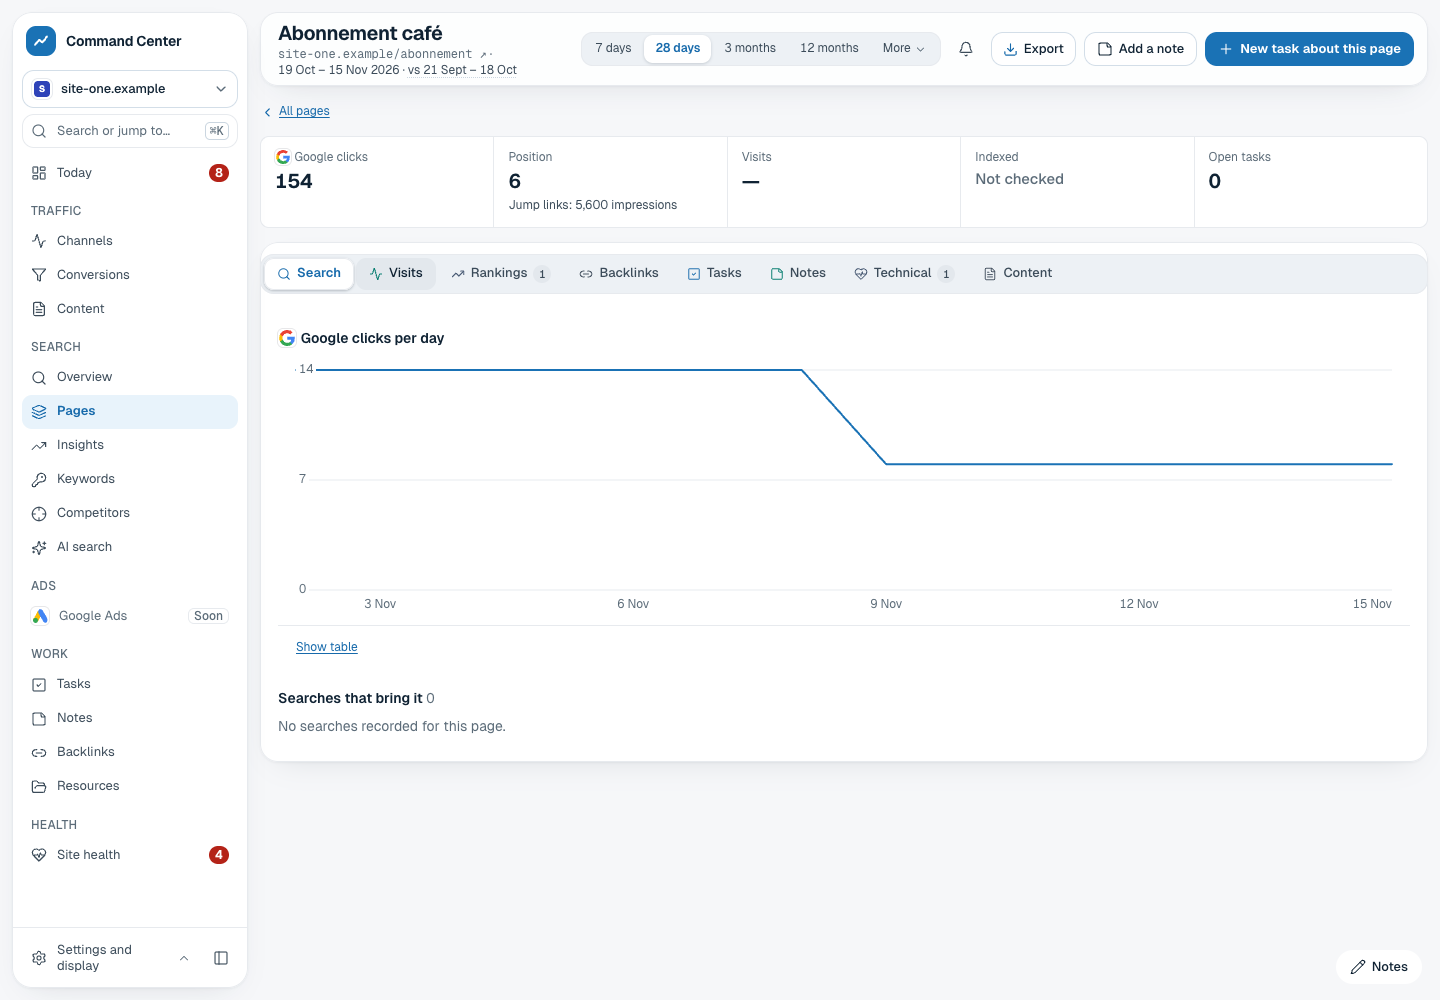 Command Center
S site-one.example
Search or jump to… ⌘K
Today 8
TRAFFIC
Channels
Conversions
Content
SEARCH
Overview
Pages
Insights
Keywords
Competitors
AI search
ADS
Google Ads Soon
WORK
Tasks
Notes
Backlinks
Resources
HEALTH
Site health 4
Settings and
display
Abonnement café
site-one.example/abonnement ↗ ·
19 Oct – 15 Nov 2026 · vs 21 Sept – 18 Oct
7 days 28 days 3 months 12 months More
Export
Add a note
New task about this page
All pages
Google clicks
154
Position
6
Jump links: 5,600 impressions
Visits
—
Indexed
Not checked
Open tasks
0
Search Visits Rankings 1 Backlinks Tasks Notes Technical 1 Content
Google clicks per day
14
7
0
3 Nov 6 Nov 9 Nov 12 Nov 15 Nov
Show table
Searches that bring it 0
No searches recorded for this page.
Notes